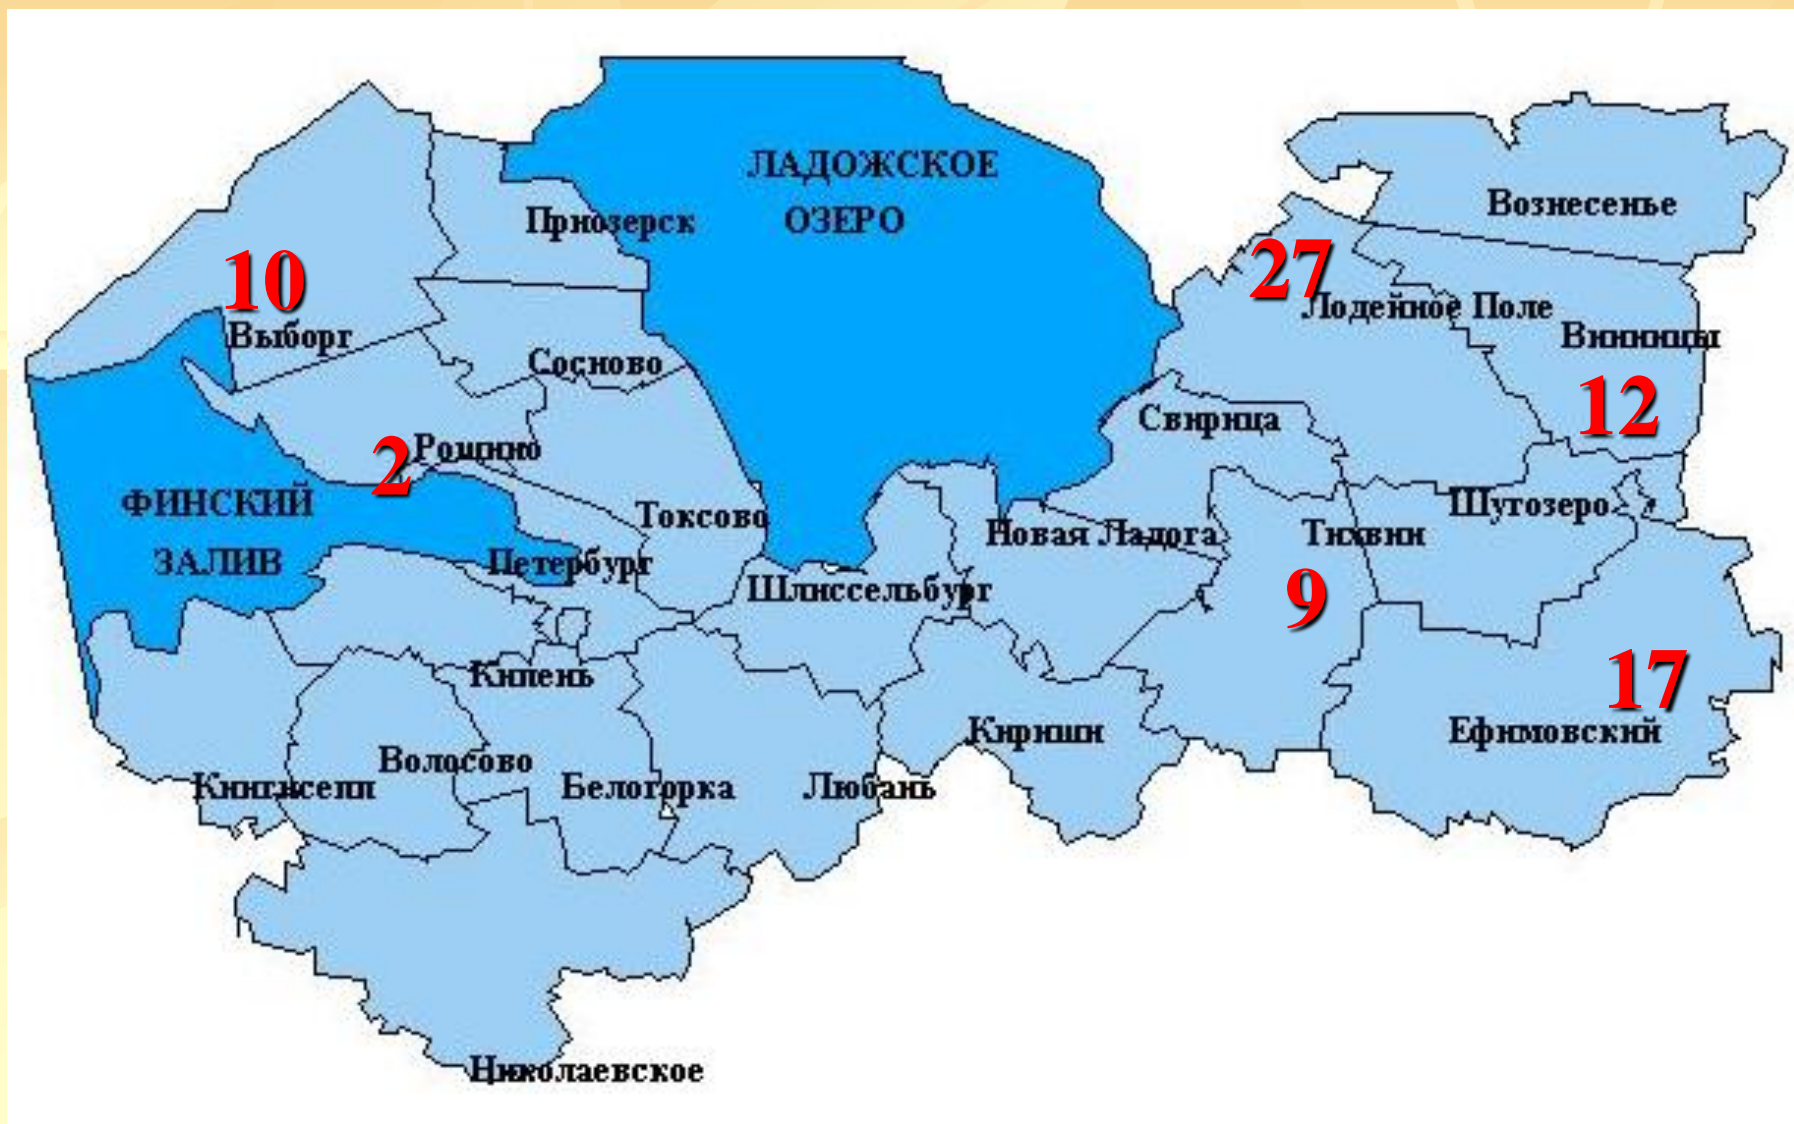 ЛАДОЖСКОЕ
ОЗЕРО
Вознесенье
Приозерск
10
27
Лодейное Поле
Выборг
Винницы
Сосново
12
Свирица
2
Рощино
ФИНСКИЙ
ЗАЛИВ
Токсово
Шугозеро
Новая Ладога
Тихвин
Петербург
Шлиссельбург
9
Кипень
17
Кириши
Ефимовский
Волосово
Кингисепп
Белогорка
Любань
Николаевское